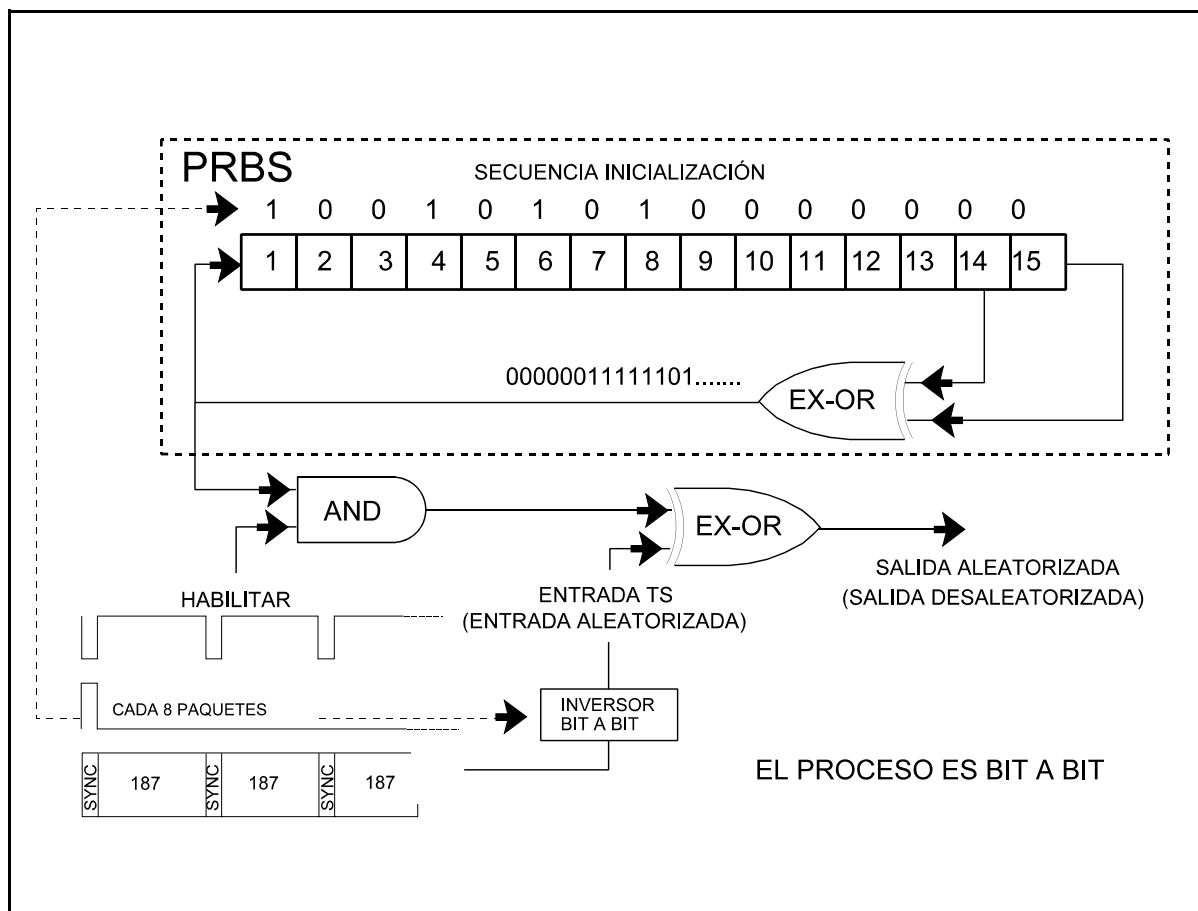 PRBS
SECUENCIA INICIALIZACIÓN
1 0 0 1 0 1 0 1 0 0 0 0 0 0 0
1 2 3 4 5 6 7 8 9 10 11 12 13 14 15
00000011111101.......
EX-OR
AND
EX-OR
SALIDA ALEATORIZADA
(SALIDA DESALEATORIZADA)
HABILITAR
ENTRADA TS
(ENTRADA ALEATORIZADA)
CADA 8 PAQUETES
INVERSOR
BIT A BIT
SYNC 187 SYNC 187 SYNC 187
EL PROCESO ES BIT A BIT